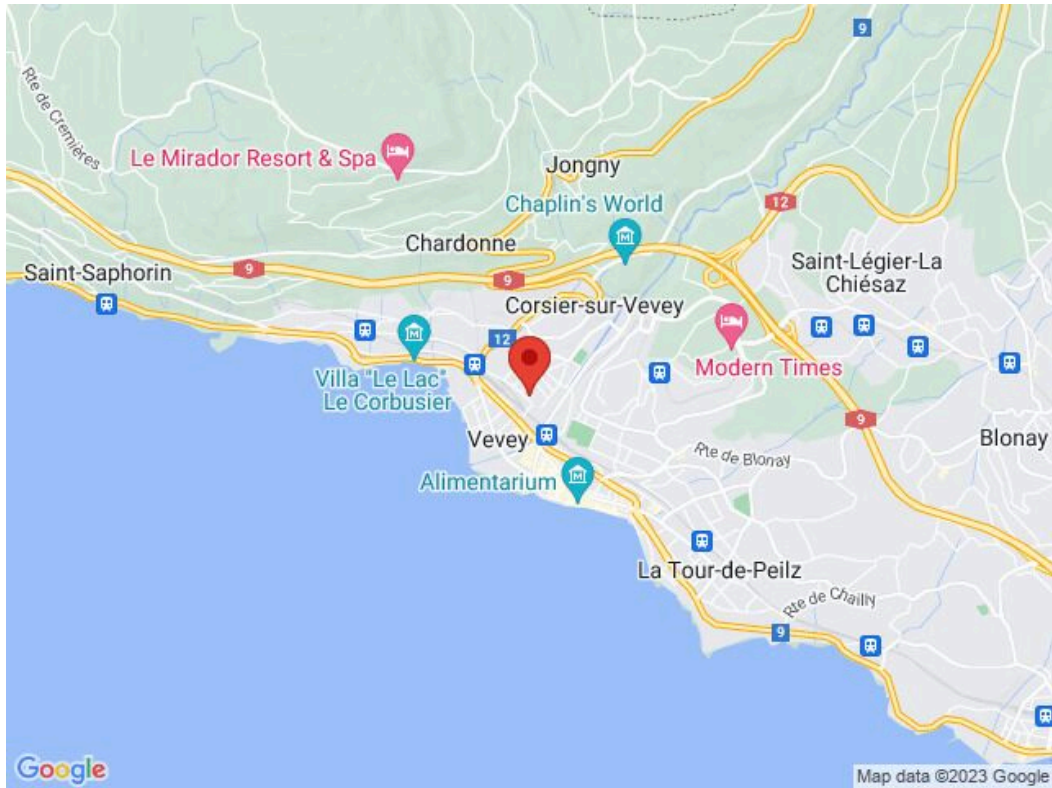 9
Rte de Cremières
Le Mirador Resort & Spa
Jongny
Chaplin's World
12
Chardonne
Saint-Légier-La
Chiésaz
Saint-Saphorin
9
9
Corsier-sur-Vevey
12
Modern Times
Villa "Le Lac"
Le Corbusier
9
Vevey
Blonay
Rte de Blonay
Alimentarium
La Tour-de-Peilz
Rte de Chailly
9
Google
Map data ©2023 Google